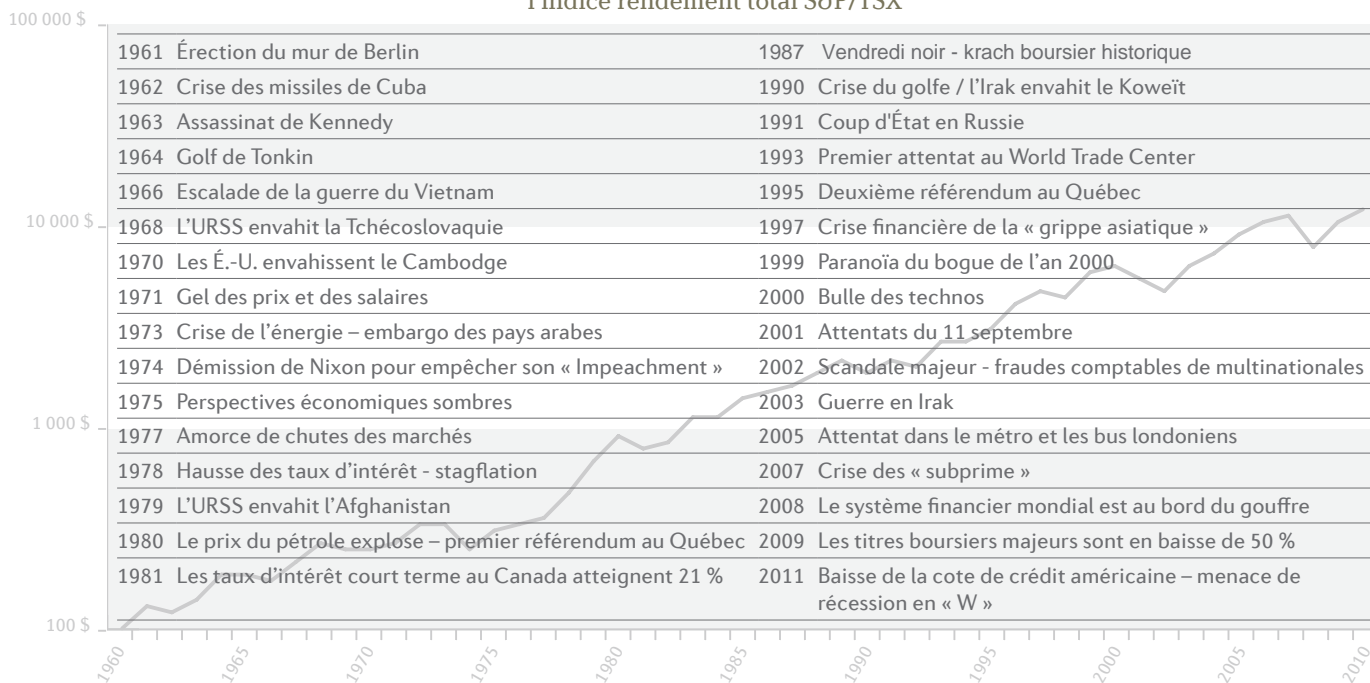 l'indice rendement total S&P/TSX
100 000 $
1961 Érection du mur de Berlin
1962 Crise des missiles de Cuba
1963 Assassinat de Kennedy
1964 Golf de Tonkin
1966 Escalade de la guerre du Vietnam
10 000 $
1968 L'URSS envahit la Tchécoslovaquie
1970 Les É.-U. envahissent le Cambodge
1971 Gel des prix et des salaires
1973 Crise de l'énergie – embargo des pays arabes
1974 Démission de Nixon pour empêcher son « Impeachment »
1975 Perspectives économiques sombres
1 000 $
1977 Amorce de chutes des marchés
1978 Hausse des taux d'intérêt - stagflation
1979 L'URSS envahit l'Afghanistan
1980 Le prix du pétrole explose – premier référendum au Québec
1981 Les taux d'intérêt court terme au Canada atteignent 21 %
100 $
1987 Vendredi noir - krach boursier historique
1990 Crise du golfe / l'Irak envahit le Koweït
1991 Coup d'État en Russie
1993 Premier attentat au World Trade Center
1995 Deuxième référendum au Québec
1997 Crise financière de la « grippe asiatique »
1999 Paranoïa du bogue de l'an 2000
2000 Bulle des technos
2001 Attentats du 11 septembre
2002 Scandale majeur - fraudes comptables de multinationales
2003 Guerre en Irak
2005 Attentat dans le métro et les bus londoniens
2007 Crise des « subprime »
2008 Le système financier mondial est au bord du gouffre
2009 Les titres boursiers majeurs sont en baisse de 50 %
2011 Baisse de la cote de crédit américaine – menace de
récession en « W »
1960 1965 1970 1975 1980 1985 1990 1995 2000 2005 2010